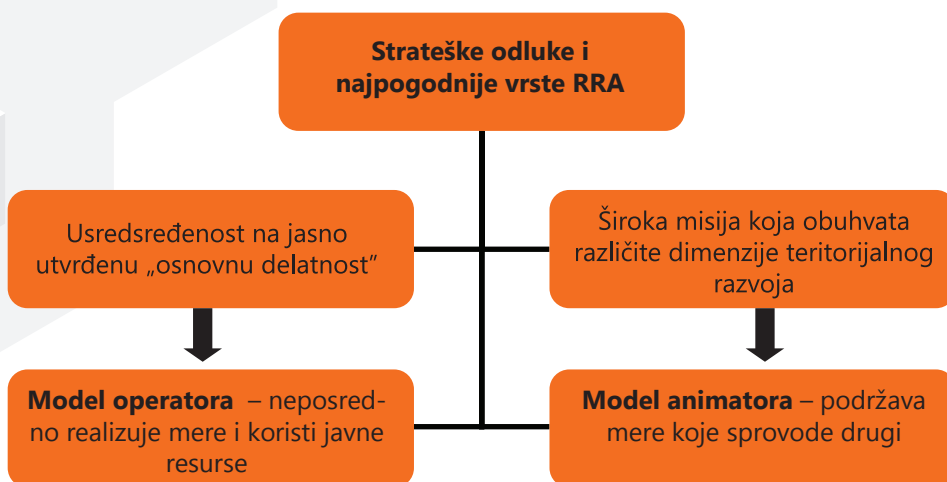 Strateške odluke i
najpogodnije vrste RRA
Usredsređenost na jasno
utvrđenu „osnovnu delatnost”
Široka misija koja obuhvata
različite dimenzije teritorijalnog
razvoja
Model operatora – neposred-
no realizuje mere i koristi javne
resurse
Model animatora – podržava
mere koje sprovode drugi